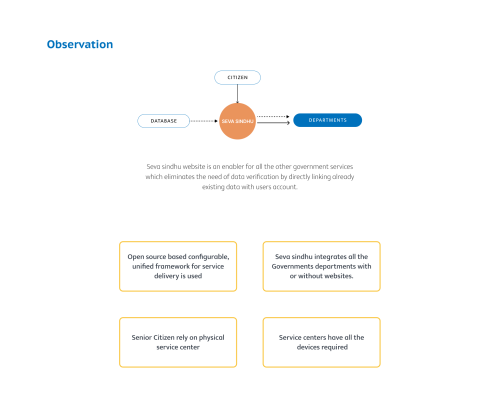 Observation
CITIZEN
DATABASE
SEVA SINDHU
DEPARTMENTS
Seva sindhu website is an enabler for all the other government services
which eliminates the need of data verification by directly linking already
existing data with users account.
Open source based configurable,
unified framework for service
delivery is used
Seva sindhu integrates all the
Governments departments with
or without websites.
Senior Citizen rely on physical
service center
Service centers have all the
devices required